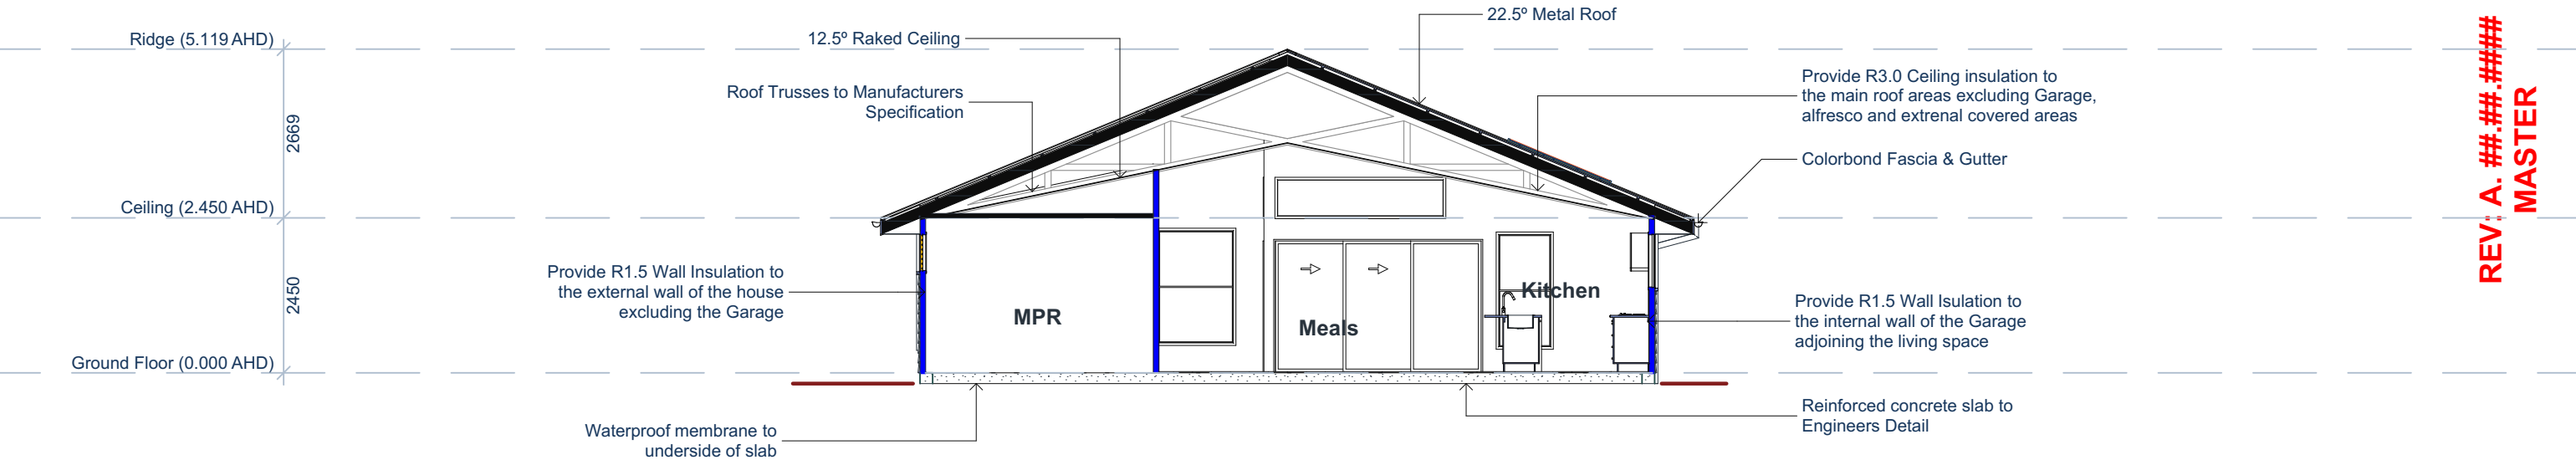 Ridge (5.119 AHD)
2669
Ceiling (2.450 AHD)
2450
Ground Floor (0.000 AHD)
12.5º Raked Ceiling
Roof Trusses to Manufacturers
Specification
Provide R1.5 Wall Insulation to
the external wall of the house
excluding the Garage
Waterproof membrane to
underside of slab
MPR
Meals
Kitchen
22.5º Metal Roof
Provide R3.0 Ceiling insulation to
the main roof areas excluding Garage,
alfresco and extrenal covered areas
Colorbond Fascia & Gutter
Provide R1.5 Wall Isulation to
the internal wall of the Garage
adjoining the living space
Reinforced concrete slab to
Engineers Detail
REV: A. ##.##.####
MASTER